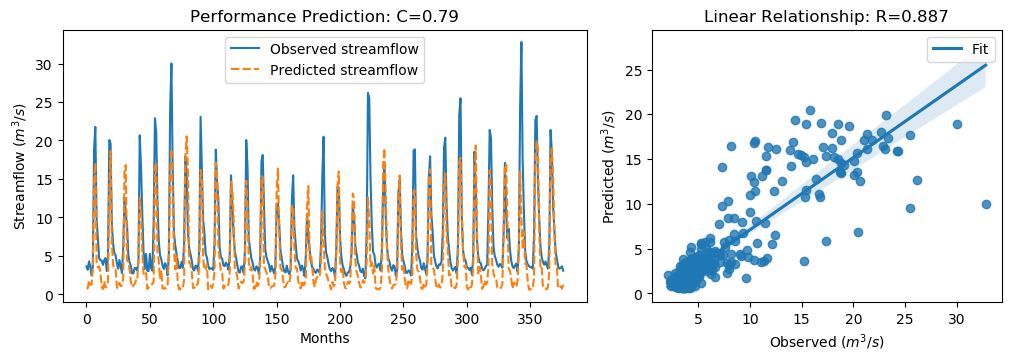 Performance Prediction: C=0.79
Observed streamflow
Predicted streamflow
Streamflow (m³/s)
30
25
20
15
10
5
0
0 50 100 150 200 250 300 350
Months
Linear Relationship: R=0.887
Fit
Predicted (m³/s)
25
20
15
10
5
0
5 10 15 20 25 30
Observed (m³/s)